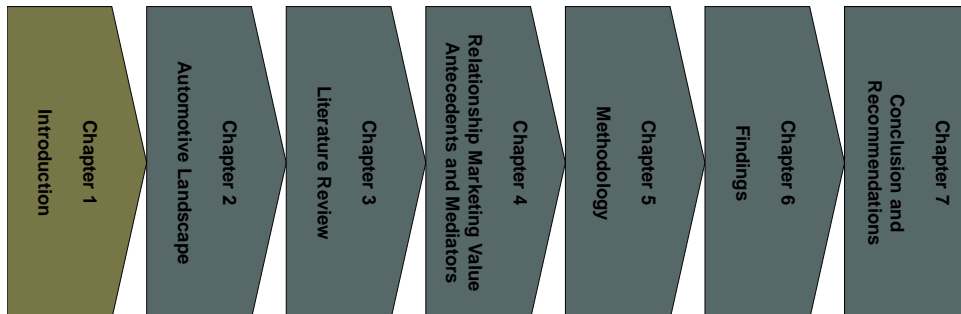 Chapter 1
Introduction
Chapter 2
Automotive Landscape
Chapter 3
Literature Review
Chapter 4
Relationship Marketing Value
Antecedents and Mediators
Chapter 5
Methodology
Chapter 6
Findings
Chapter 7
Conclusion and
Recommendations